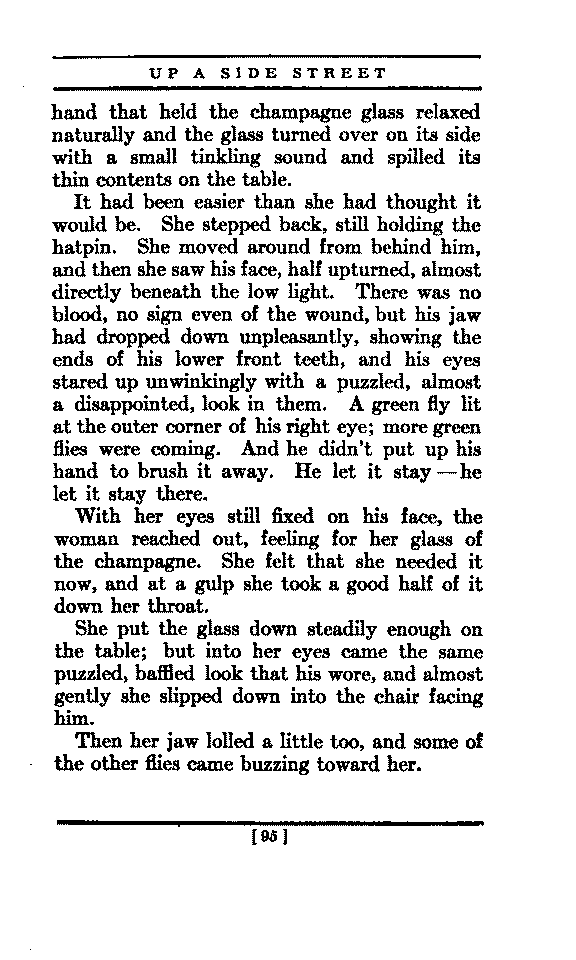 UP A SIDE STREET
hand that held the champagne glass relaxed
naturally and the glass turned over on its side
with a small tinkling sound and spilled its
thin contents on the table.
It had been easier than she had thought it
would be. She stepped back, still holding the
hatpin. She moved around from behind him,
and then she saw his face, half upturned, almost
directly beneath the low light. There was no
blood, no sign even of the wound, but his jaw
had dropped down unpleasantly, showing the
ends of his lower front teeth, and his eyes
stared up unwinkingly with a puzzled, almost
a disappointed, look in them. A green fly lit
at the outer corner of his right eye; more green
flies were coming. And he didn't put up his
hand to brush it away. He let it stay—he
let it stay there.
With her eyes still fixed on his face, the
woman reached out, feeling for her glass of
the champagne. She felt that she needed it
now, and at a gulp she took a good half of it
down her throat.
She put the glass down steadily enough on
the table; but into her eyes came the same
puzzled, baffled look that his wore, and almost
gently she slipped down into the chair facing
him.
Then her jaw lolled a little too, and some of
the other flies came buzzing toward her.
[95]